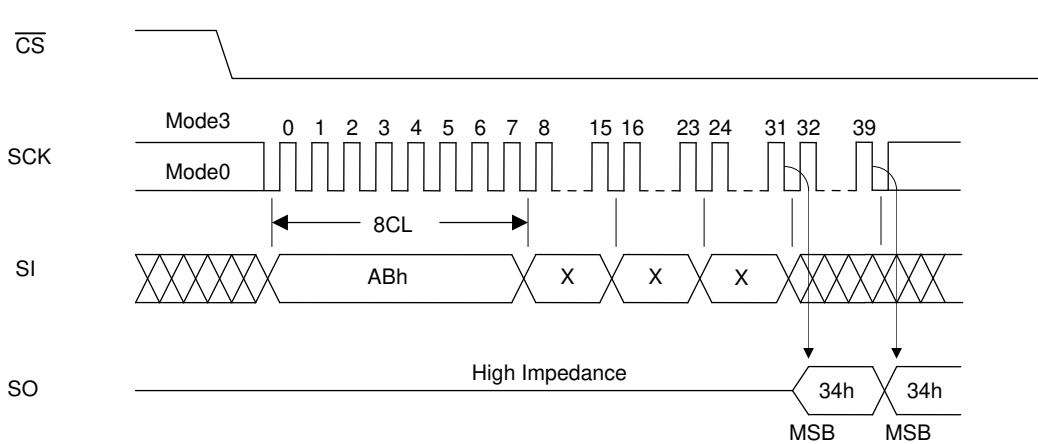 CS
Mode3
0 1 2 3 4 5 6 7 8 15 16 23 24 31 32 39
SCK
Mode0
8CL
SI
ABh
X
X
X
High Impedance
SO
34h
34h
MSB
MSB